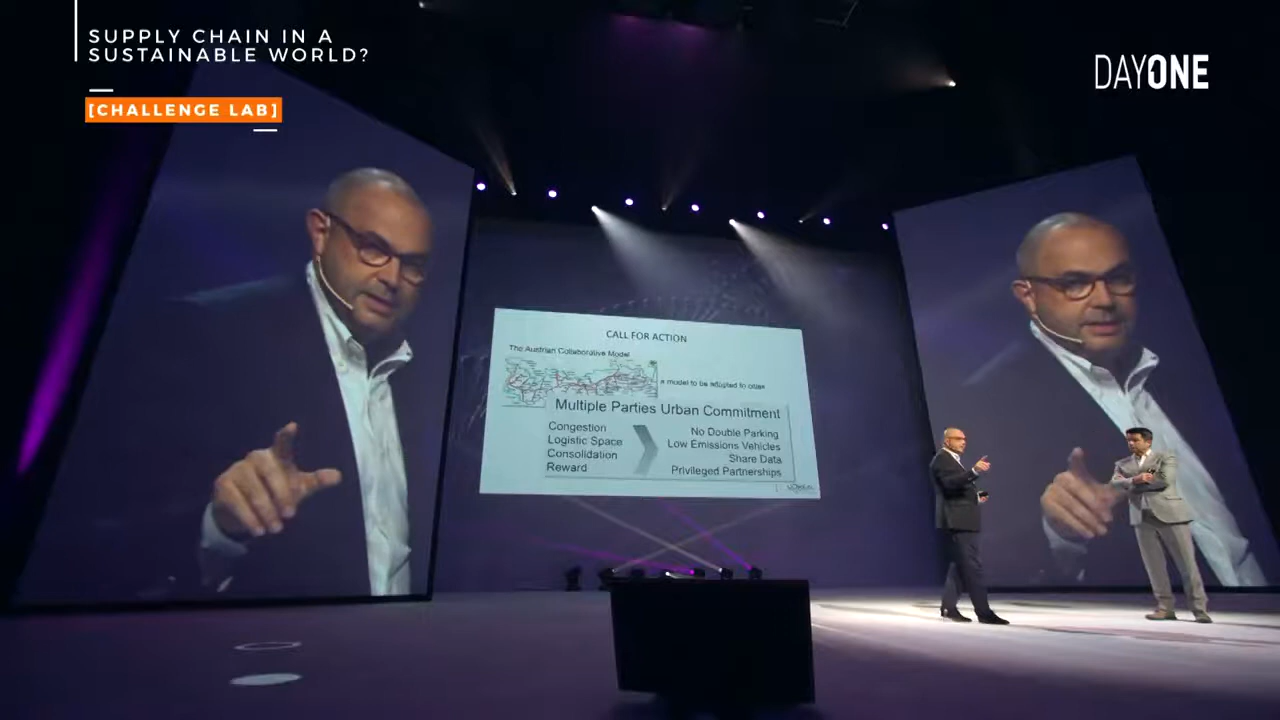 SUPPLY CHAIN IN A
SUSTAINABLE WORLD?
[CHALLENGE LAB]
DAYONE
CALL FOR ACTION
The Austrian Collaborative Model
a model to be adapted to cities
Multiple Parties Urban Commitment
Congestion
Logistic Space
Consolidation
Reward
No Double Parking
Low Emissions Vehicles
Share Data
Privileged Partnerships